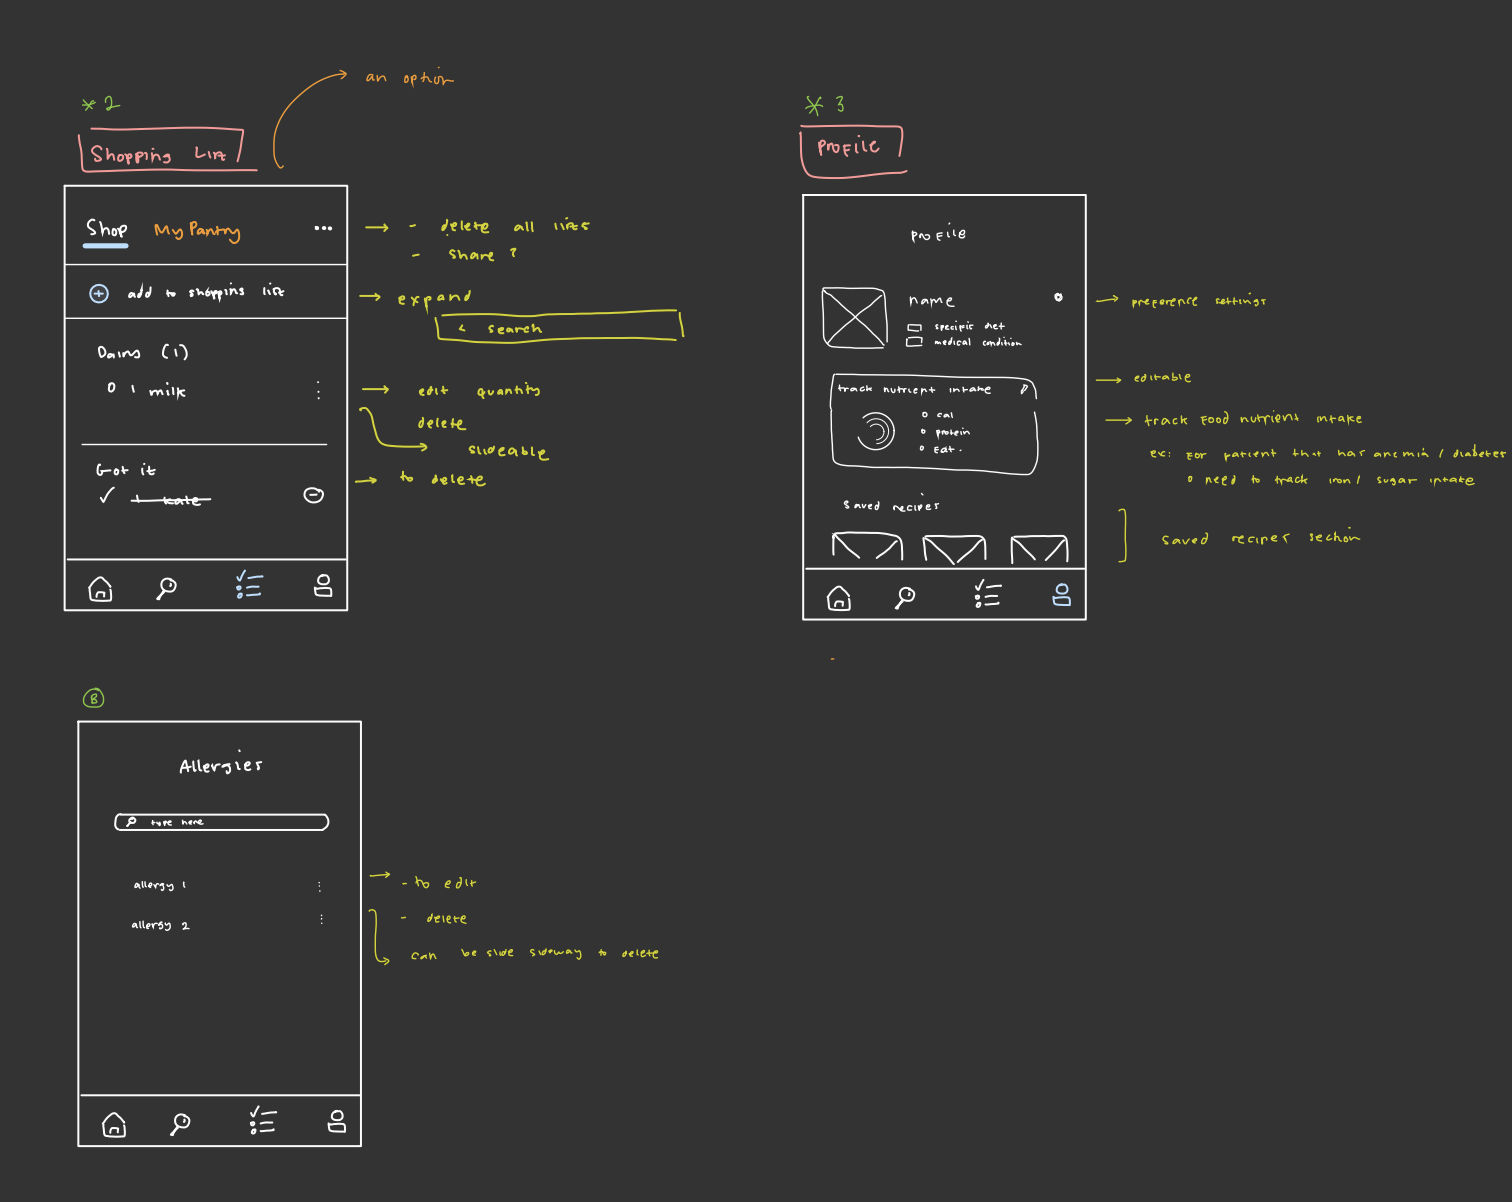 an option
* 2
Shopping List
Shop My Pantry ...
→ - delete all lists
- share ?
+ add to shopping list
→ expand
< search
Dairy (1)
1 milk
→ edit quantity
delete
slideable
Got it
✓ 1 kale
→ to delete
* 3
Profile
profile
name
→ preference settings
specific diet
medical condition
→ editable
track nutrient intake
→ track food nutrient intake
cal
protein
Eat.
ex: for patient that has anemia / diabetes
need to track iron / sugar intake
saved recipes
saved recipes section
B
Allergies
type here
allergy 1
→ - to edit
allergy 2
- delete
can be slide sideway to delete